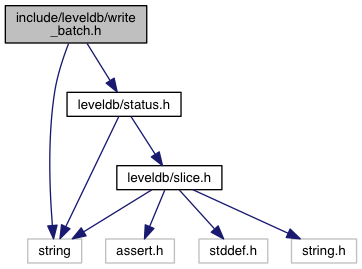 include/leveldb/write
_batch.h
leveldb/status.h
leveldb/slice.h
string
assert.h
stddef.h
string.h